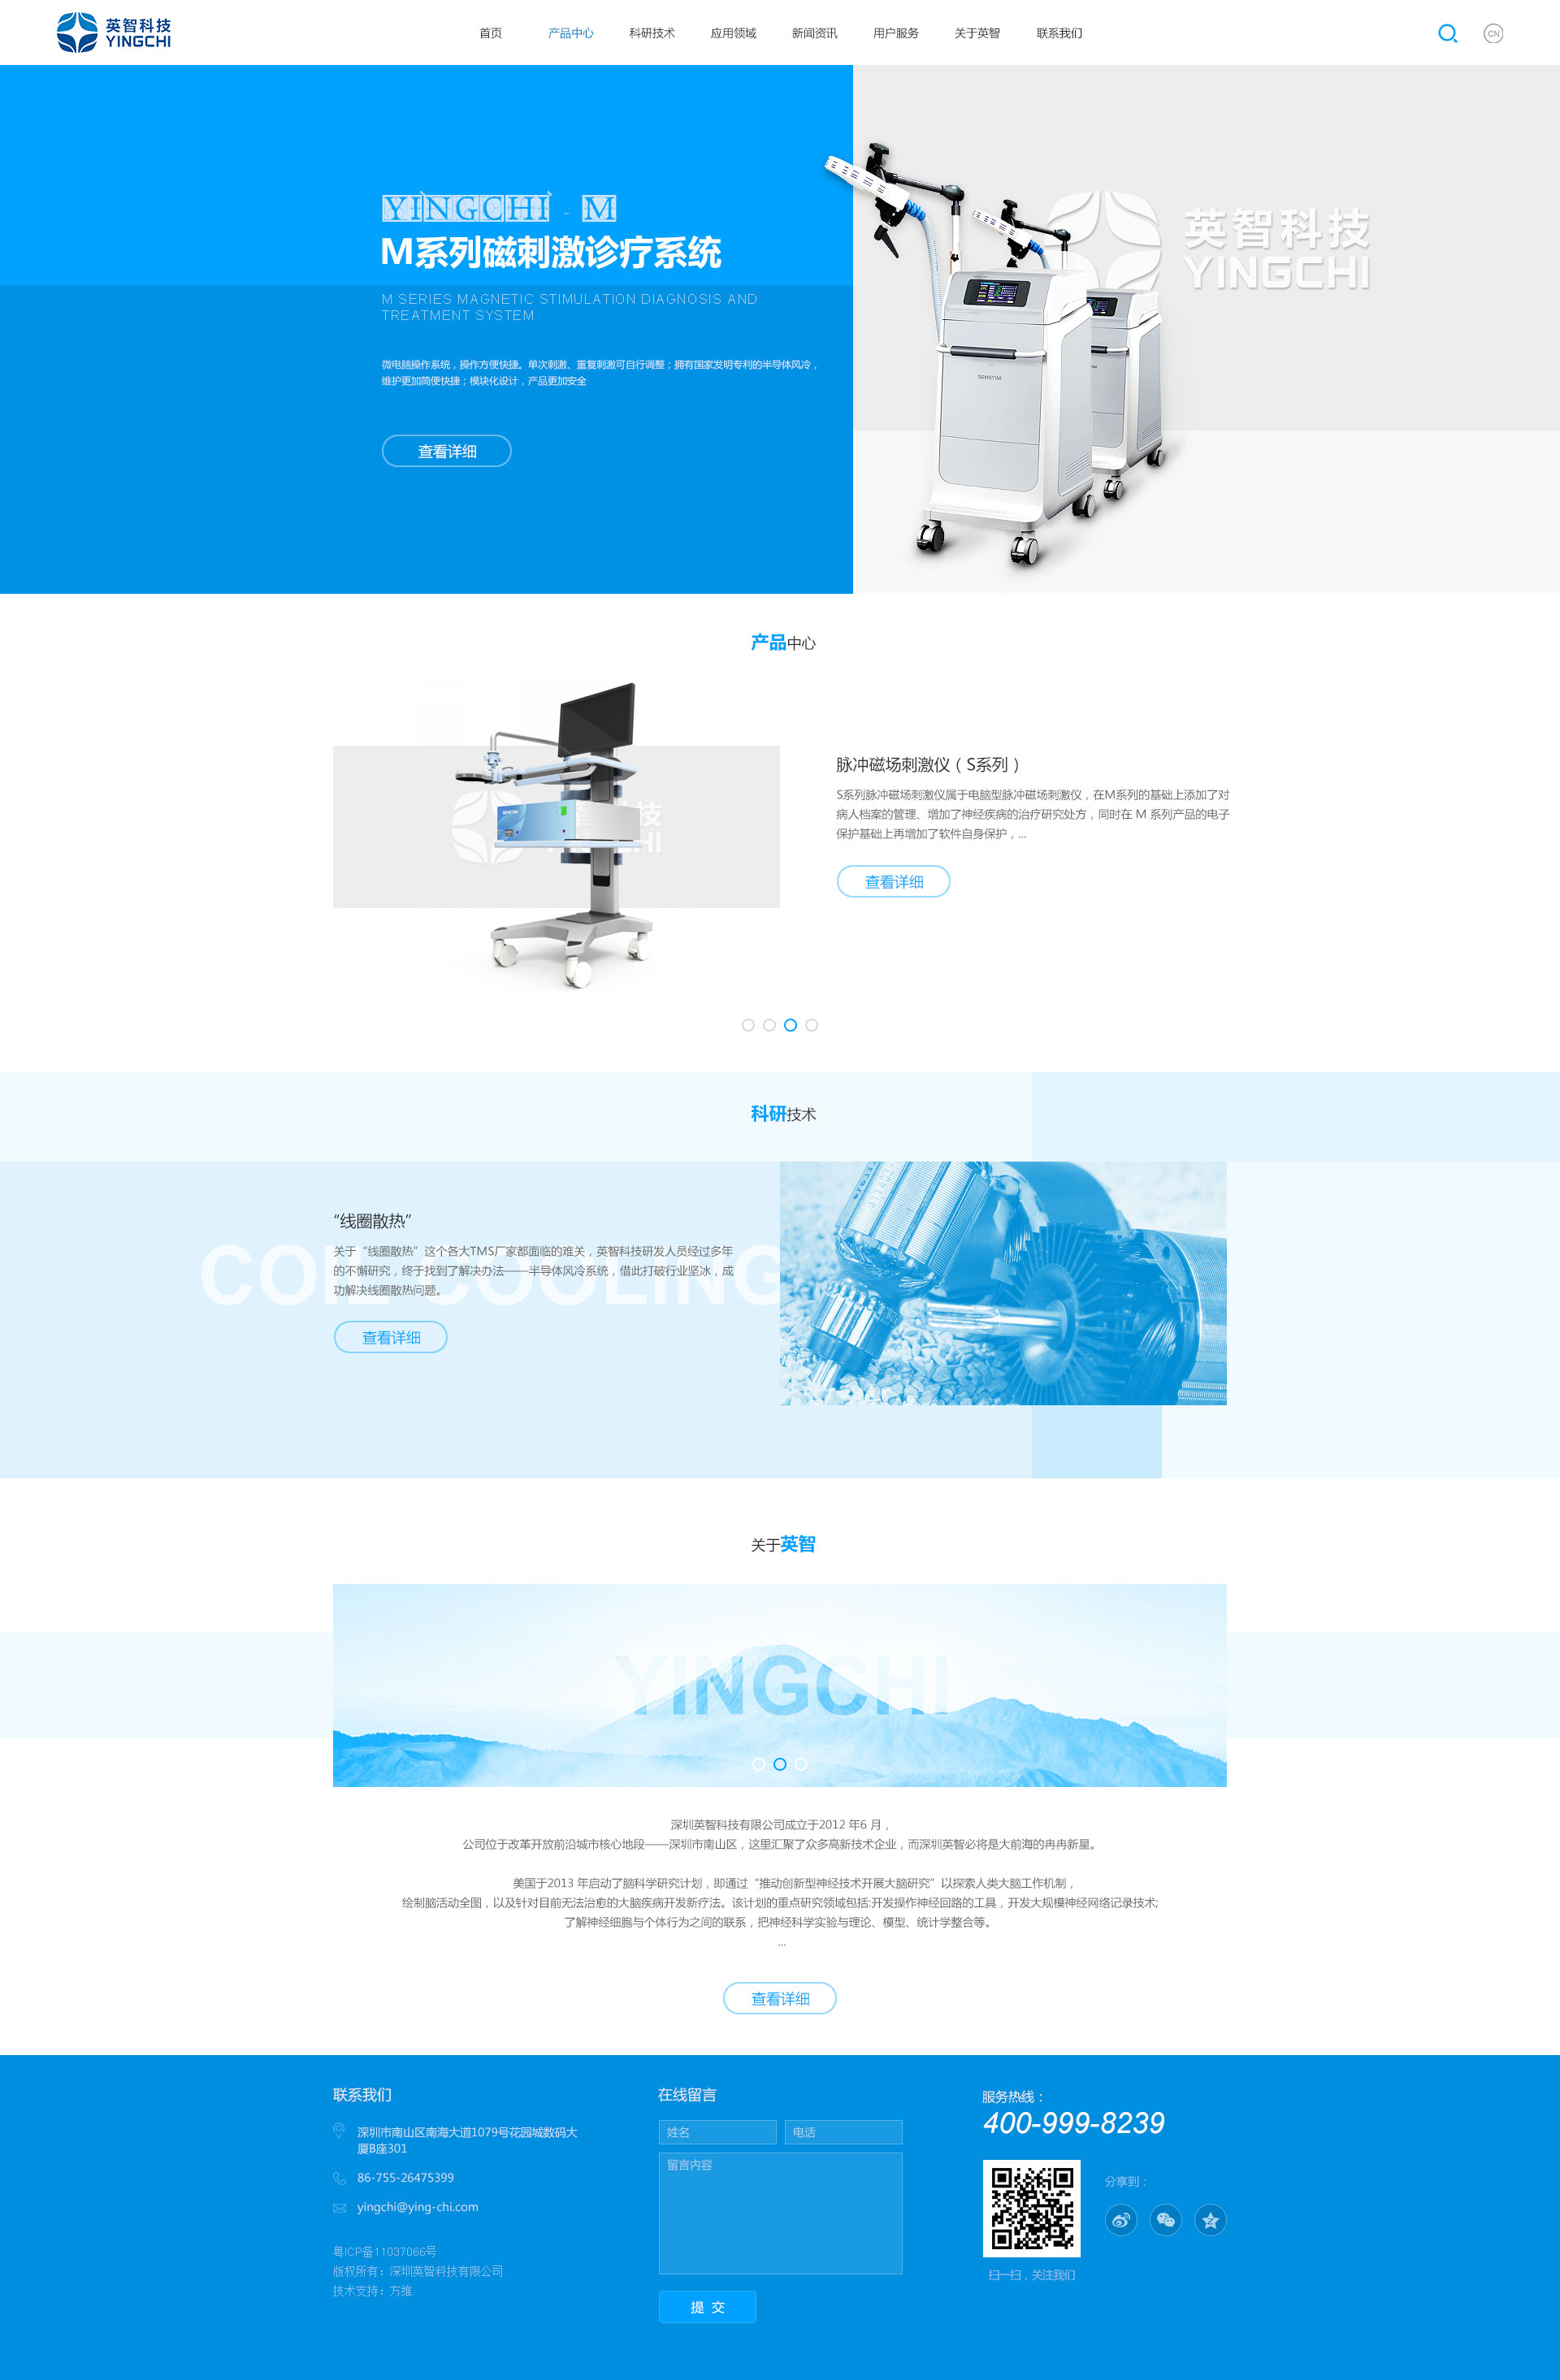 英智科技
YINGCHI
首页 产品中心 科研技术 应用领域 新闻资讯 用户服务 关于英智 联系我们
CN
YINGCHI - M
M系列磁刺激诊疗系统
M SERIES MAGNETIC STIMULATION DIAGNOSIS AND
TREATMENT SYSTEM
微电脑操作系统，操作方便快捷。单次刺激、重复刺激可自行调整；拥有国家发明专利的半导体风冷，
维护更加简便快捷；模块化设计，产品更加安全
查看详细
英智科技
YINGCHI
SENSTIM
产品中心
脉冲磁场刺激仪（S系列）
S系列脉冲磁场刺激仪属于电脑型脉冲磁场刺激仪，在M系列的基础上添加了对
病人档案的管理、增加了神经疾病的治疗研究处方，同时在 M 系列产品的电子
保护基础上再增加了软件自身保护，...
查看详细
科研技术
“线圈散热”
COIL COOLING
关于“线圈散热”这个各大TMS厂家都面临的难关，英智科技研发人员经过多年
的不懈研究，终于找到了解决办法——半导体风冷系统，借此打破行业坚冰，成
功解决线圈散热问题。
查看详细
关于英智
YINGCHI
深圳英智科技有限公司成立于2012 年6 月，
公司位于改革开放前沿城市核心地段——深圳市南山区，这里汇聚了众多高新技术企业，而深圳英智必将是大前海的冉冉新星。
美国于2013 年启动了脑科学研究计划，即通过“推动创新型神经技术开展大脑研究”以探索人类大脑工作机制，
绘制脑活动全图，以及针对目前无法治愈的大脑疾病开发新疗法。该计划的重点研究领域包括:开发操作神经回路的工具，开发大规模神经网络记录技术;
了解神经细胞与个体行为之间的联系，把神经科学实验与理论、模型、统计学整合等。
...
查看详细
联系我们
深圳市南山区南海大道1079号花园城数码大
厦B座301
86-755-26475399
yingchi@ying-chi.com
粤ICP备11037066号
版权所有：深圳英智科技有限公司
技术支持：方维
在线留言
姓名 电话
留言内容
提 交
服务热线：
400-999-8239
分享到：
扫一扫，关注我们